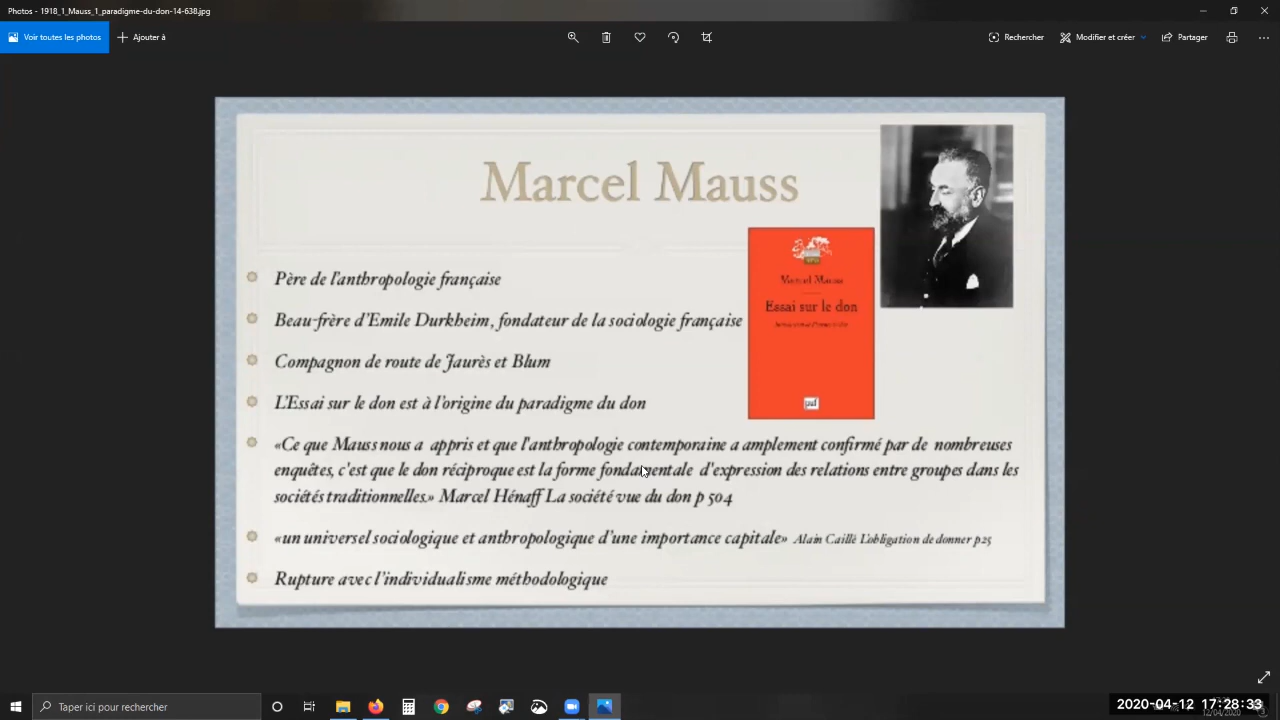 Photos - 1918_1_Mauss_1_paradigme-du-don-14-638.jpg
Voir toutes les photos
Ajouter à
Rechercher
Modifier et créer
Partager
Marcel Mauss
Marcel Mauss
Essai sur le don
puf
Père de l'anthropologie française
Beau-frère d'Emile Durkheim, fondateur de la sociologie française
Compagnon de route de Jaurès et Blum
L'Essai sur le don est à l'origine du paradigme du don
«Ce que Mauss nous a appris et que l'anthropologie contemporaine a amplement confirmé par de nombreuses
enquêtes, c'est que le don réciproque est la forme fondamentale d'expression des relations entre groupes dans les
sociétés traditionnelles.» Marcel Hénaff La société vue du don p 504
«un universel sociologique et anthropologique d'une importance capitale» Alain Caillé L'obligation de donner p25
Rupture avec l'individualisme méthodologique
Taper ici pour rechercher
2020-04-12 17:28:33
12/04/2020